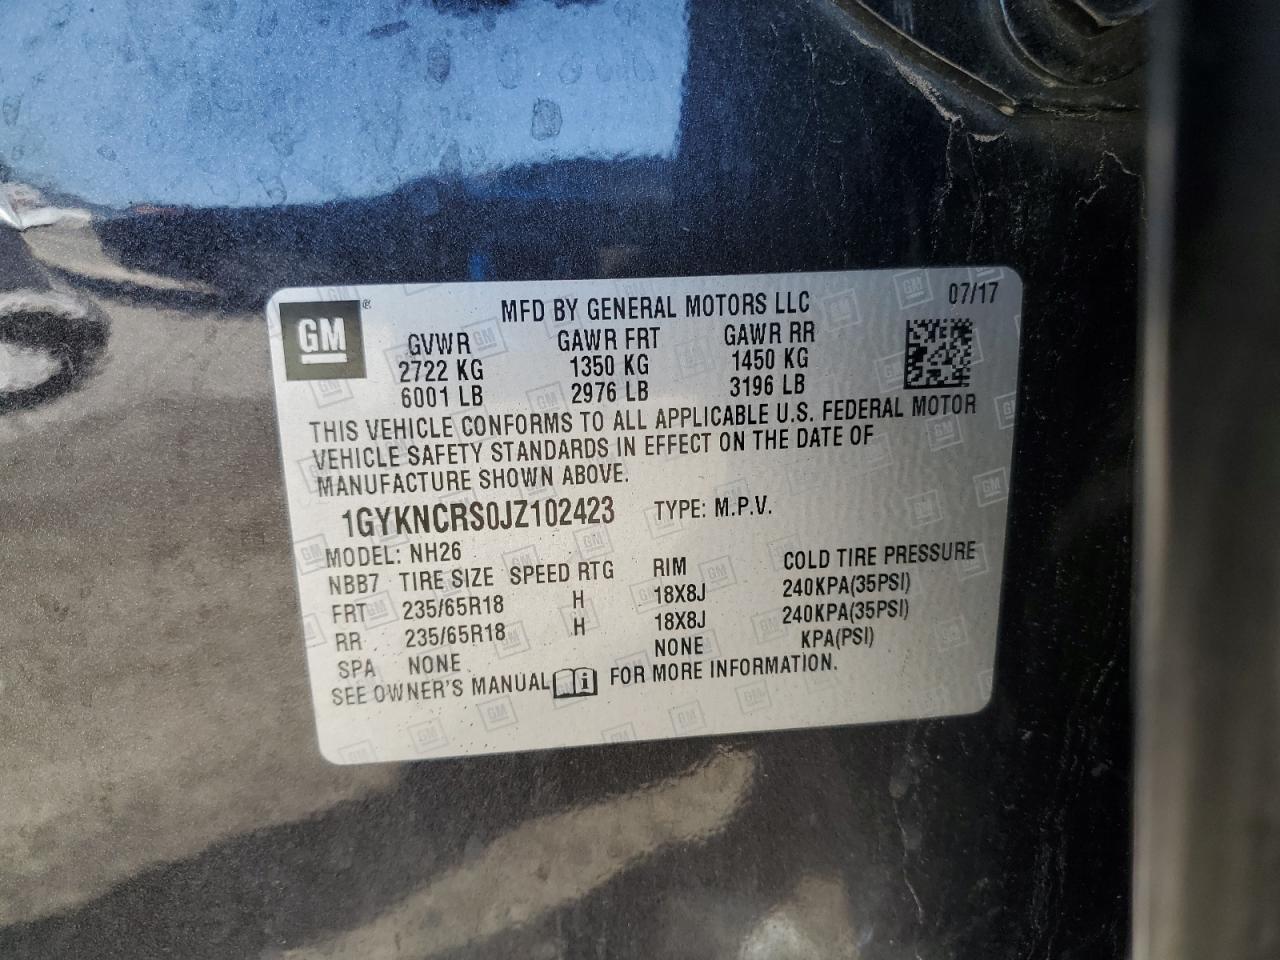 GM® MFD BY GENERAL MOTORS LLC 07/17
GVWR GAWR FRT GAWR RR
2722 KG 1350 KG 1450 KG
6001 LB 2976 LB 3196 LB
THIS VEHICLE CONFORMS TO ALL APPLICABLE U.S. FEDERAL MOTOR
VEHICLE SAFETY STANDARDS IN EFFECT ON THE DATE OF
MANUFACTURE SHOWN ABOVE.
1GYKNCRS0JZ102423 TYPE: M.P.V.
MODEL: NH26
NBB7 TIRE SIZE SPEED RTG RIM COLD TIRE PRESSURE
FRT 235/65R18 H 18X8J 240KPA(35PSI)
RR 235/65R18 H 18X8J 240KPA(35PSI)
SPA NONE NONE KPA(PSI)
SEE OWNER'S MANUAL i FOR MORE INFORMATION.